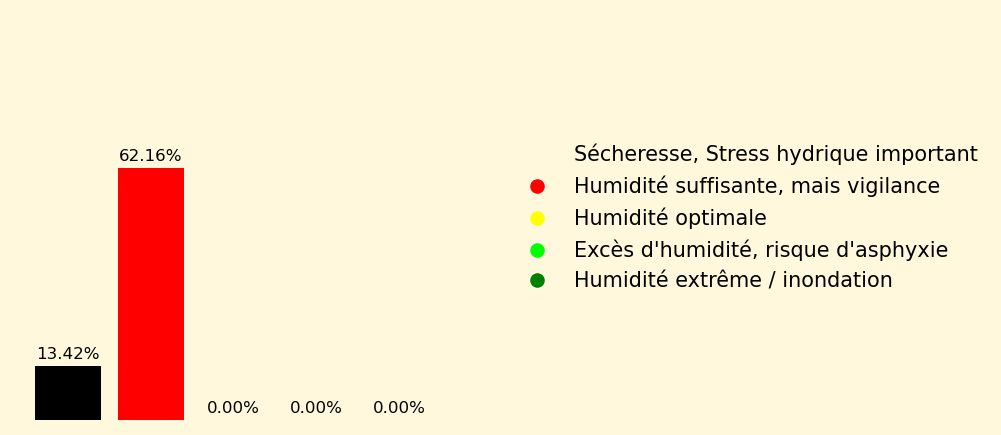 62.16%
13.42%
0.00% 0.00% 0.00%
Sécheresse, Stress hydrique important
Humidité suffisante, mais vigilance
Humidité optimale
Excès d'humidité, risque d'asphyxie
Humidité extrême / inondation